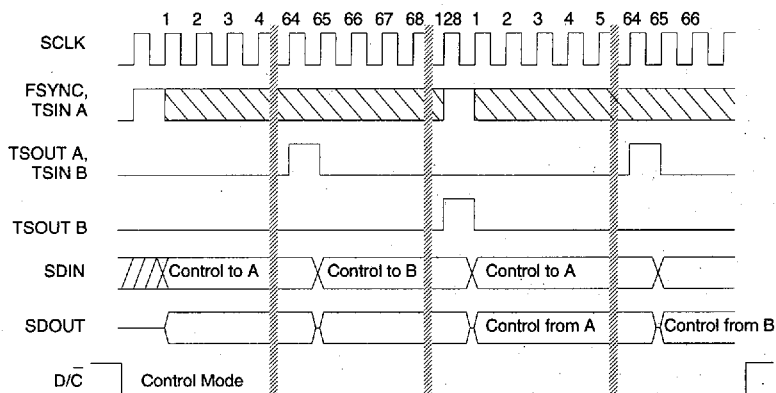 1 2 3 4 64 65 66 67 68 128 1 2 3 4 5 64 65 66
SCLK
FSYNC,
TSIN A
TSOUT A,
TSIN B
TSOUT B
SDIN Control to A Control to B Control to A
SDOUT Control from A Control from B
D/C̅ Control Mode